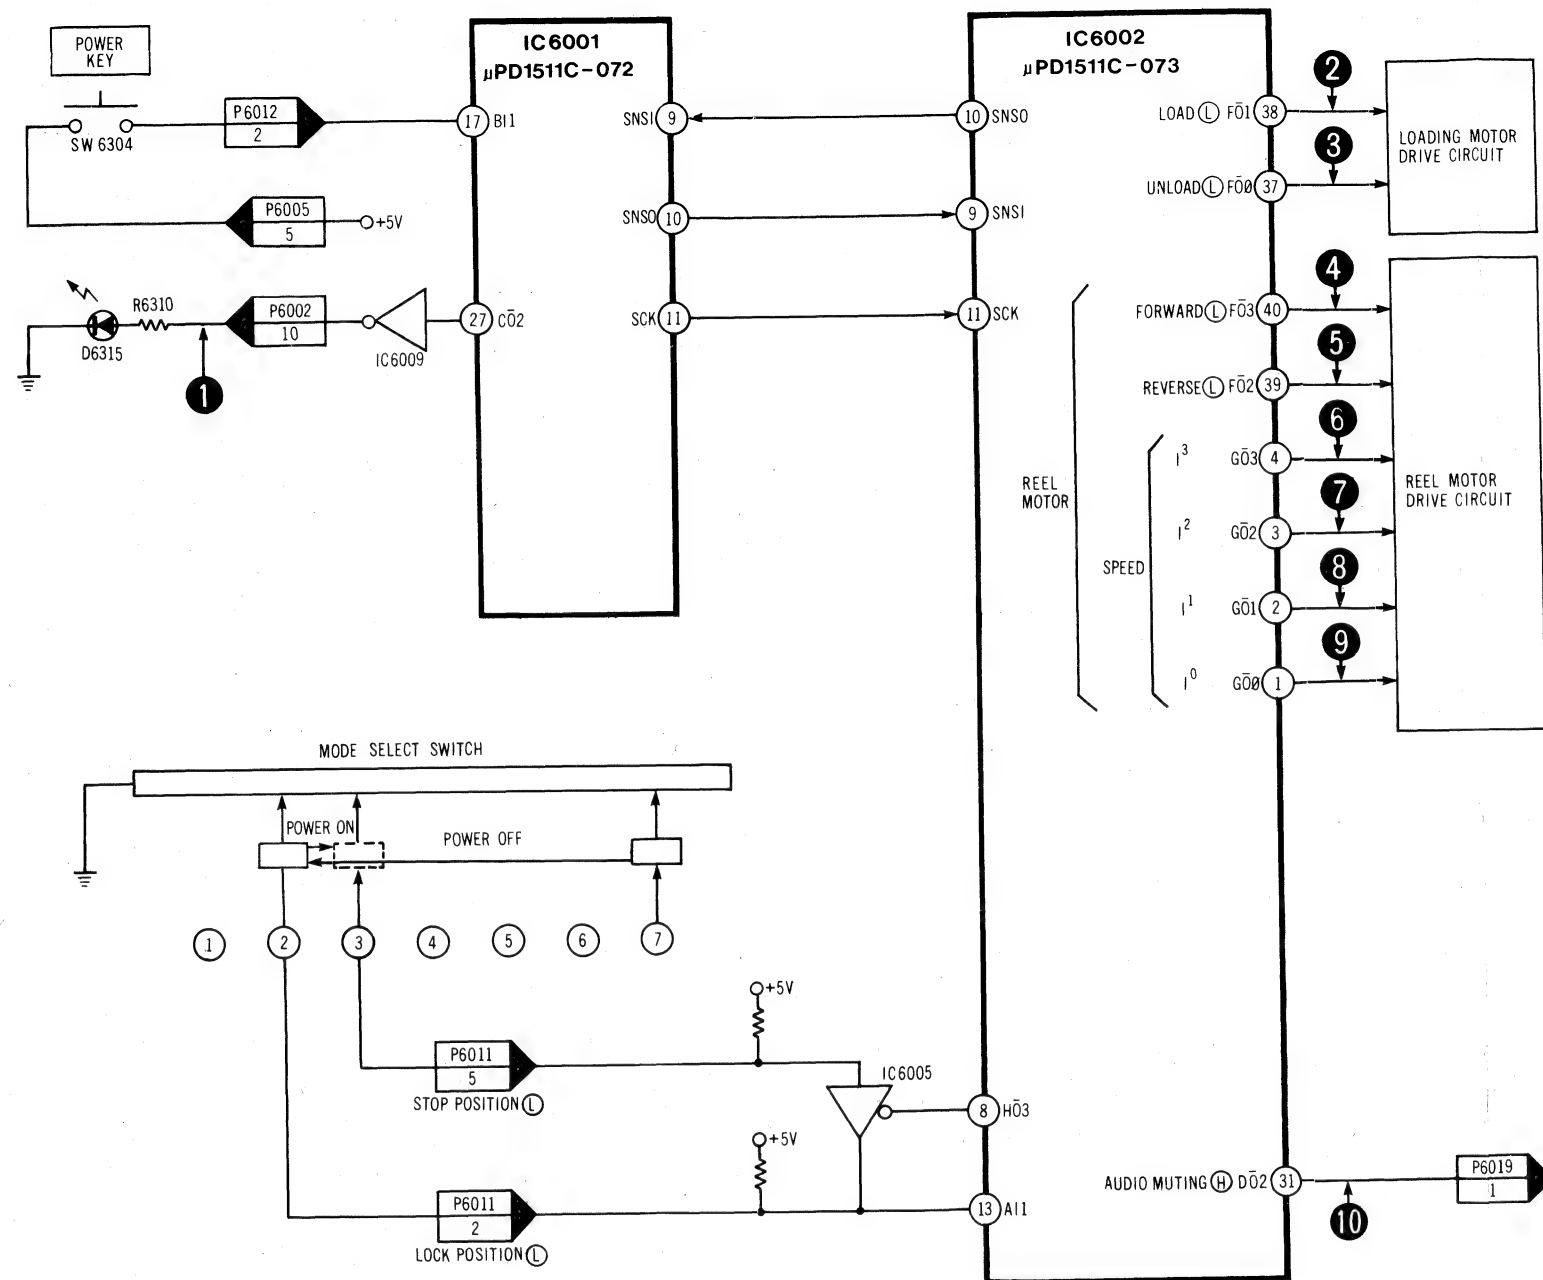 POWER
KEY
SW 6304
P6012
2
17 BI1
P6005
5
+5V
IC6001
µPD1511C-072
SNSI 9
SNSO 10
SCK 11
R6310
D6315
P6002
10
IC6009
27 CŌ2
1
IC6002
µPD1511C-073
10 SNSO
9 SNSI
11 SCK
LOAD Ⓛ FŌ1 38
2
UNLOAD Ⓛ FŌ0 37
3
LOADING MOTOR
DRIVE CIRCUIT
FORWARD Ⓛ FŌ3 40
4
REVERSE Ⓛ FŌ2 39
5
REEL
MOTOR
SPEED
I³ GŌ3 4
6
I² GŌ2 3
7
I¹ GŌ1 2
8
I⁰ GŌ0 1
9
REEL MOTOR
DRIVE CIRCUIT
MODE SELECT SWITCH
POWER ON
POWER OFF
1 2 3 4 5 6 7
+5V
P6011
5
STOP POSITION Ⓛ
IC6005
8 HŌ3
+5V
P6011
2
LOCK POSITION Ⓛ
13 AI1
AUDIO MUTING Ⓗ DŌ2 31
10
P6019
1